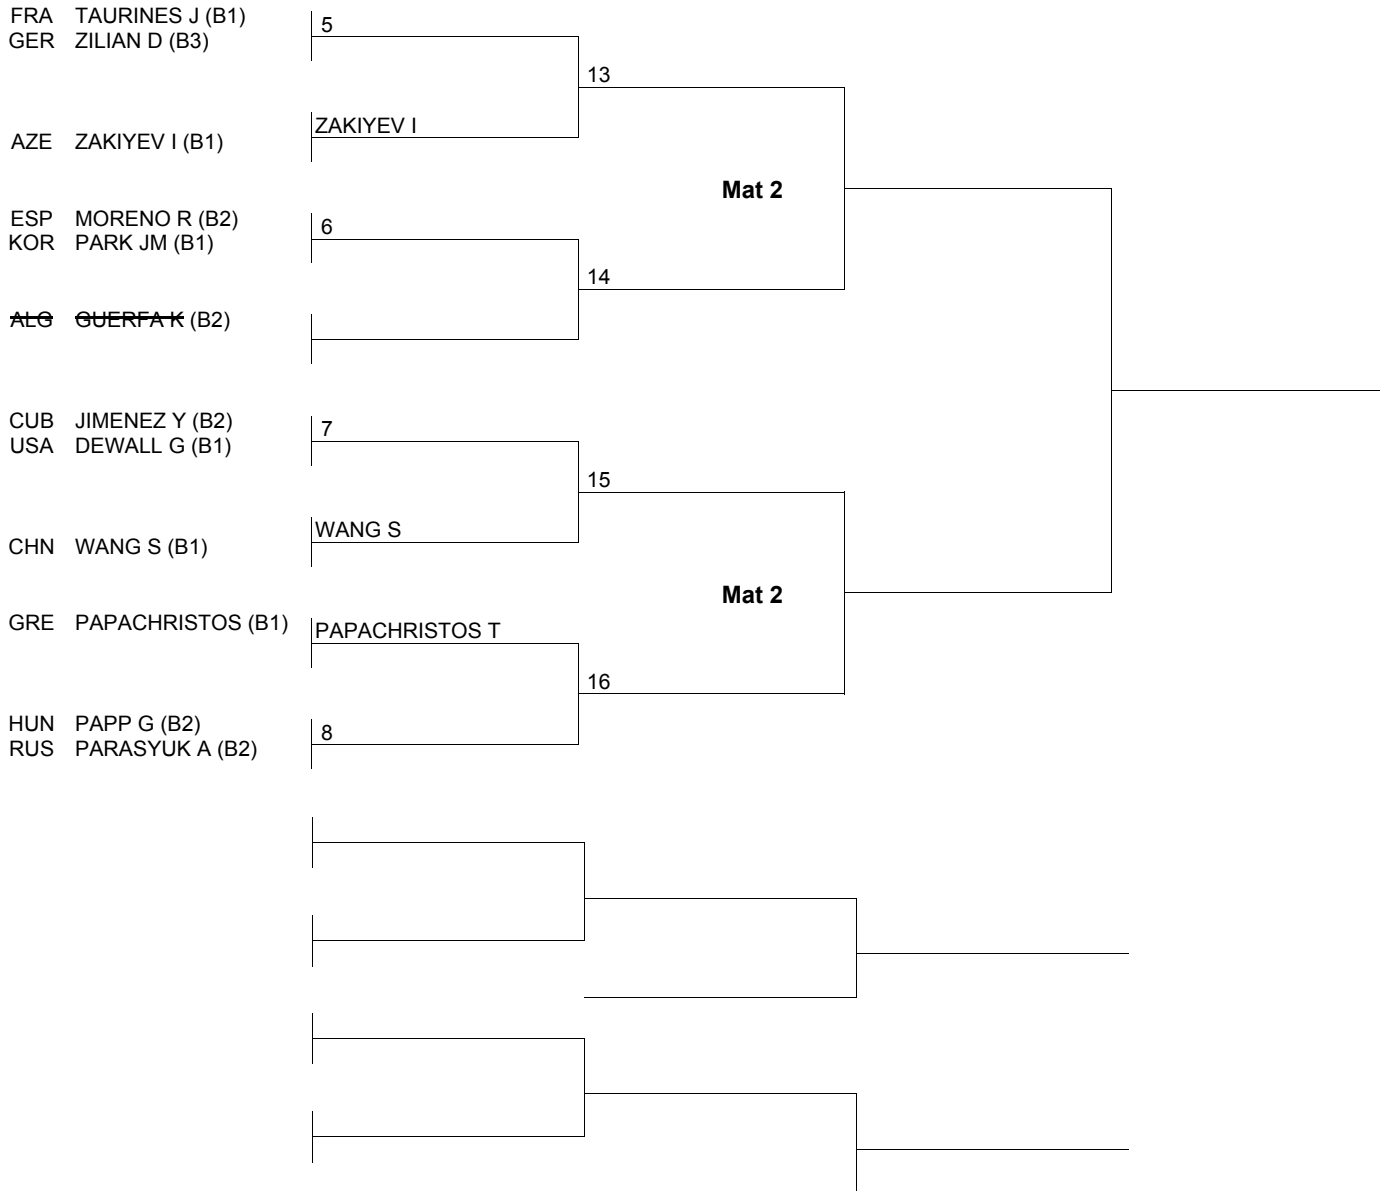 FRA TAURINES J (B1)
5
GER ZILIAN D (B3)
13
ZAKIYEV I
AZE ZAKIYEV I (B1)
Mat 2
ESP MORENO R (B2)
6
KOR PARK JM (B1)
14
ALG GUERFA K (B2)
CUB JIMENEZ Y (B2)
7
USA DEWALL G (B1)
15
WANG S
CHN WANG S (B1)
Mat 2
GRE PAPACHRISTOS (B1)
PAPACHRISTOS T
16
HUN PAPP G (B2)
8
RUS PARASYUK A (B2)